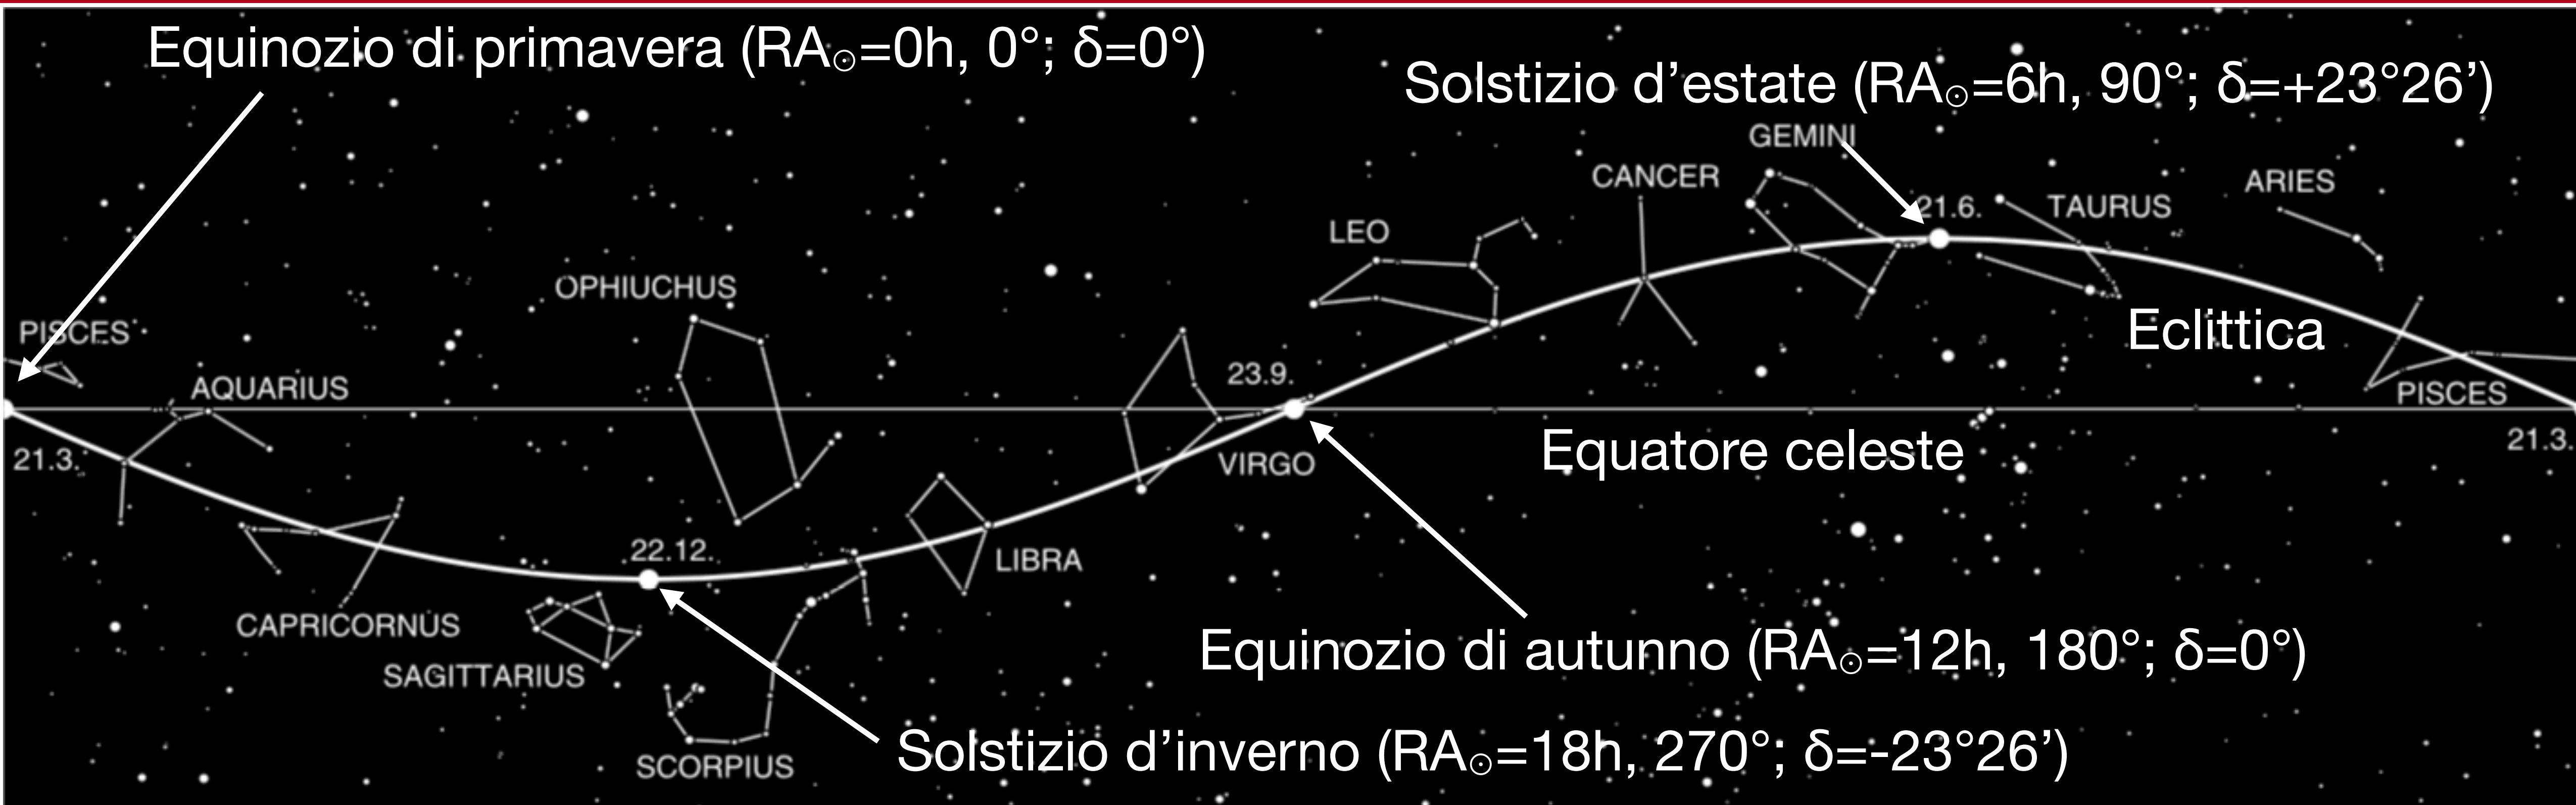 Equinozio di primavera (RA☉=0h, 0°; δ=0°)
Solstizio d’estate (RA☉=6h, 90°; δ=+23°26’)
GEMINI
CANCER
ARIES
21.6.
TAURUS
LEO
OPHIUCHUS
PISCES
Eclittica
23.9.
AQUARIUS
PISCES
21.3.
VIRGO
Equatore celeste
21.3.
22.12.
LIBRA
CAPRICORNUS
SAGITTARIUS
Equinozio di autunno (RA☉=12h, 180°; δ=0°)
SCORPIUS
Solstizio d’inverno (RA☉=18h, 270°; δ=-23°26’)